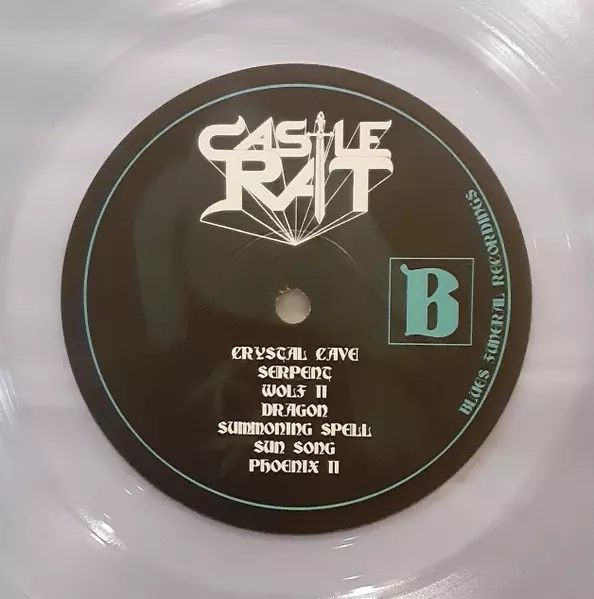 CASTLE
RAT
B
BLUES FUNERAL RECORDINGS
CRYSTAL CAVE
SERPENT
WOLF II
DRAGON
SUMMONING SPELL
SUN SONG
PHOENIX II